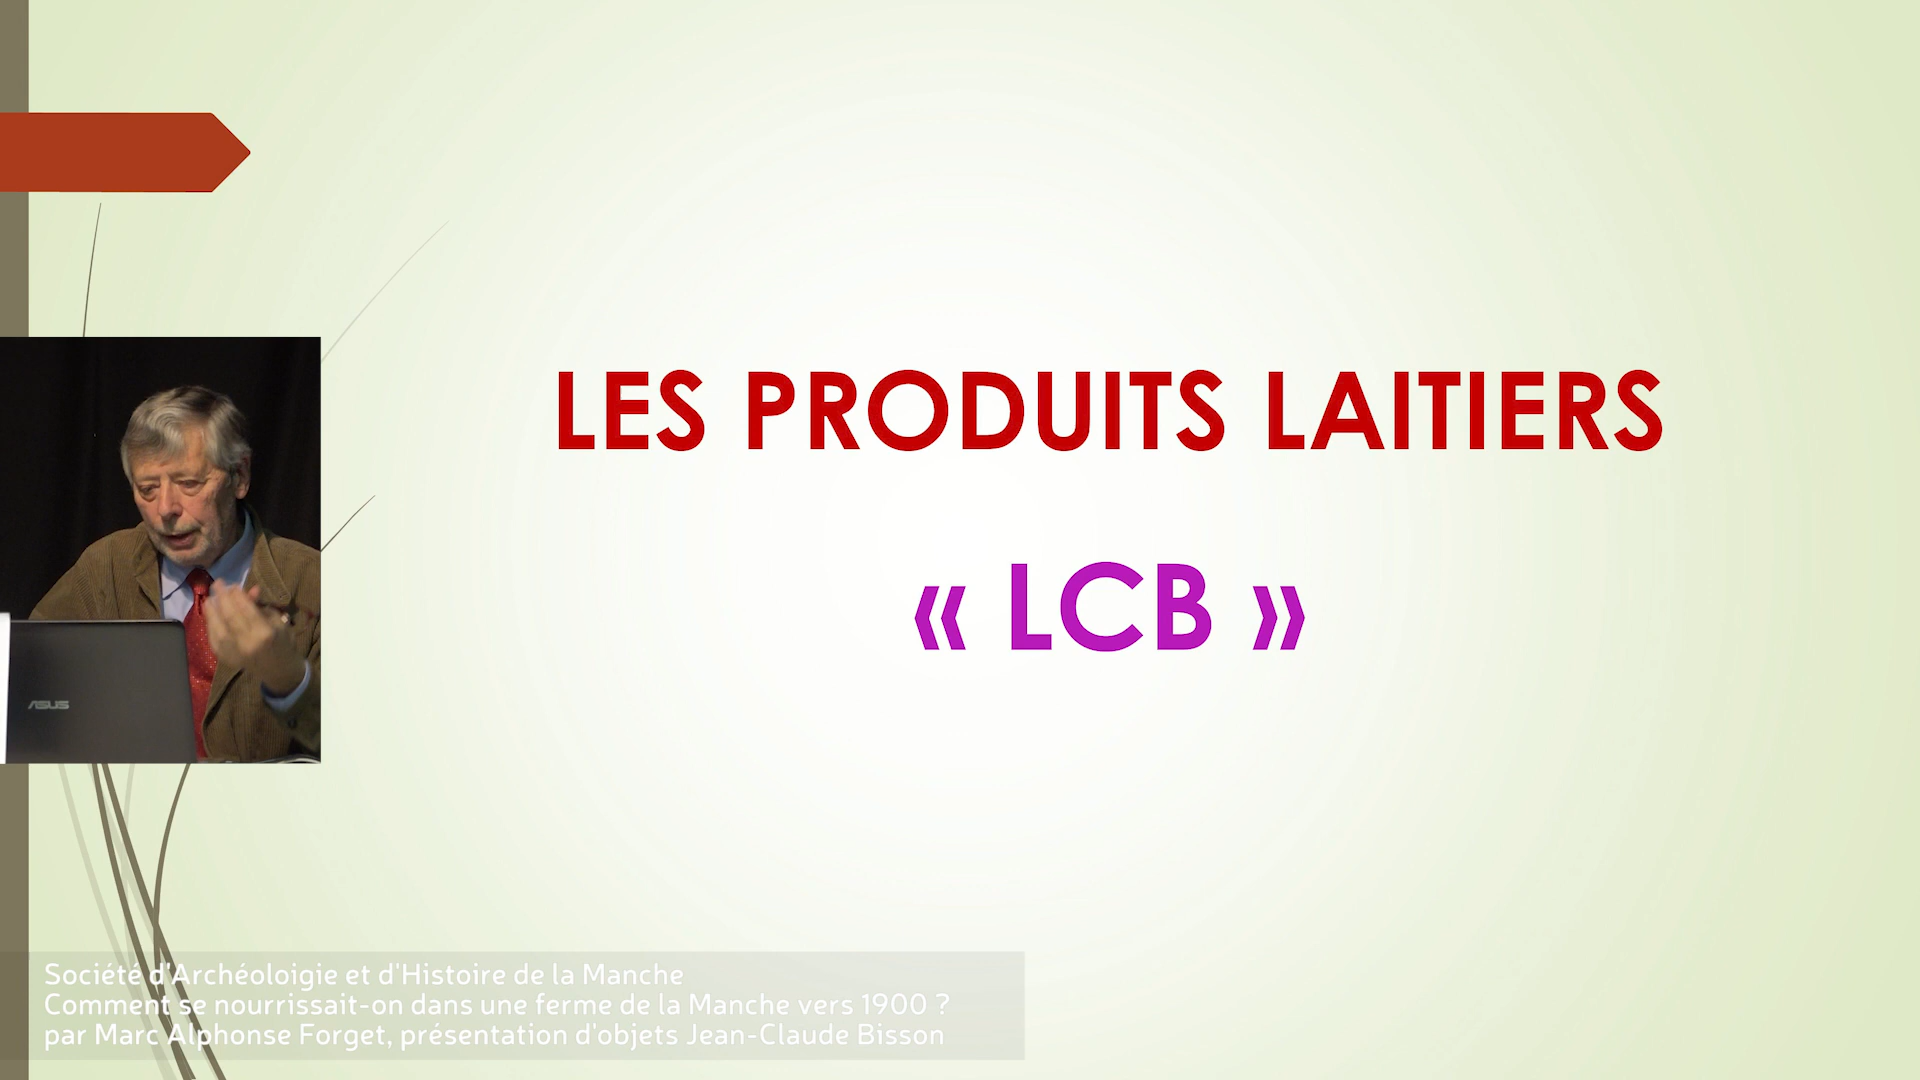 LES PRODUITS LAITIERS
« LCB »
ASUS
Société d'Archéoloigie et d'Histoire de la Manche
Comment se nourrissait-on dans une ferme de la Manche vers 1900 ?
par Marc Alphonse Forget, présentation d'objets Jean-Claude Bisson